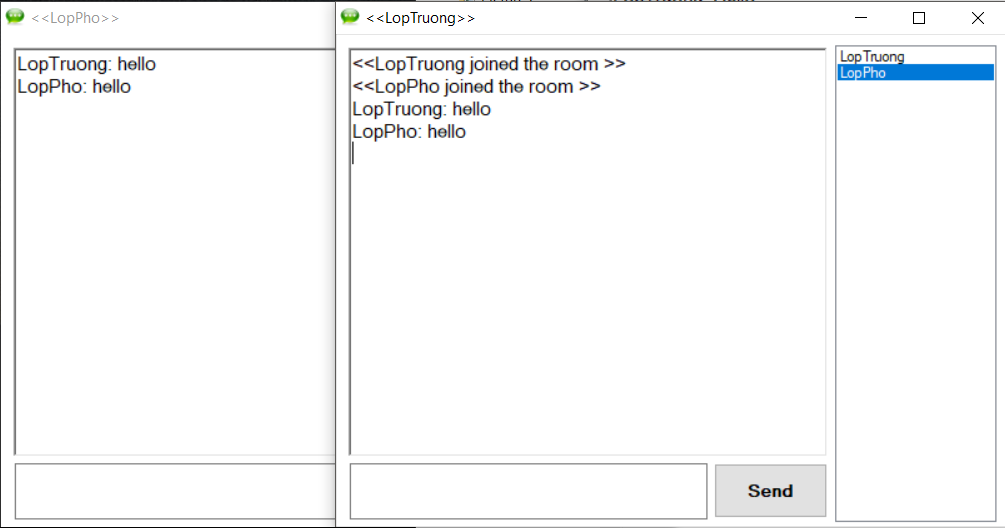 <<LopPho>>
LopTruong: hello
LopPho: hello
<<LopTruong>>
<<LopTruong joined the room >>
<<LopPho joined the room >>
LopTruong: hello
LopPho: hello
Send
LopTruong
LopPho